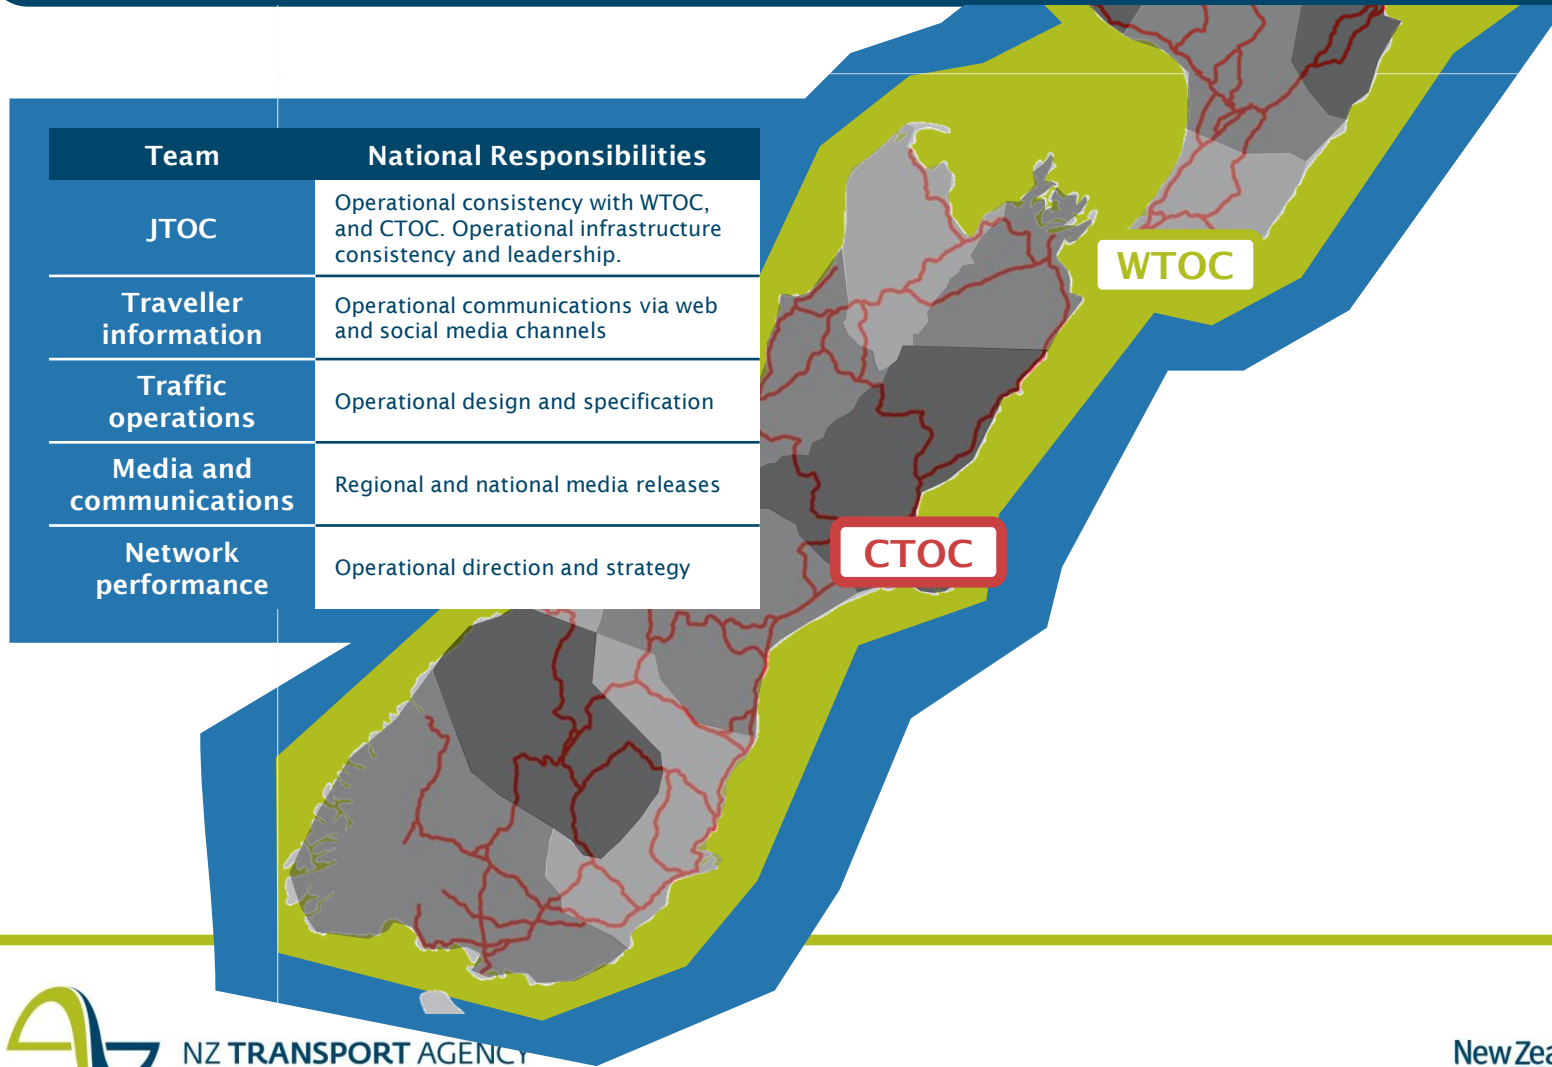 Team National Responsibilities
JTOC
Operational consistency with WTOC,
and CTOC. Operational infrastructure
consistency and leadership.
Traveller
information
Operational communications via web
and social media channels
Traffic
operations
Operational design and specification
Media and
communications
Regional and national media releases
Network
performance
Operational direction and strategy
WTOC
CTOC
NZ TRANSPORT AGENCY
New Zea